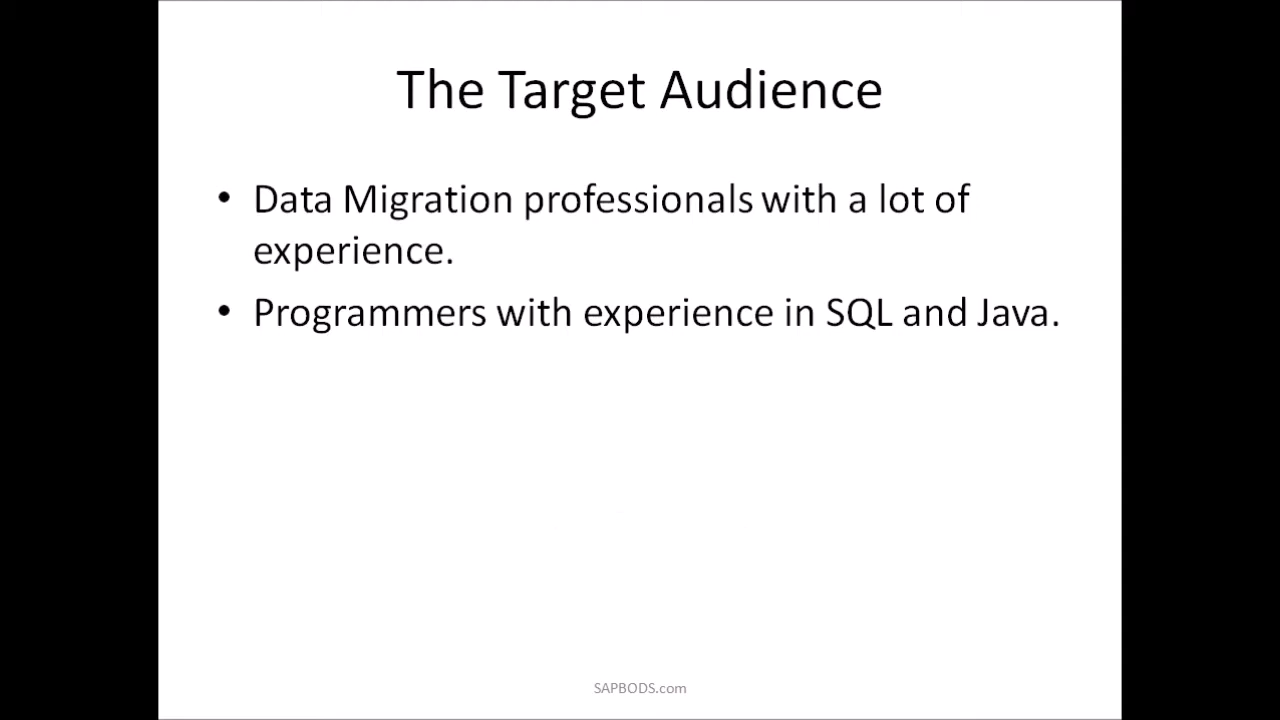 The Target Audience
• Data Migration professionals with a lot of
experience.
• Programmers with experience in SQL and Java.
SAPBODS.com